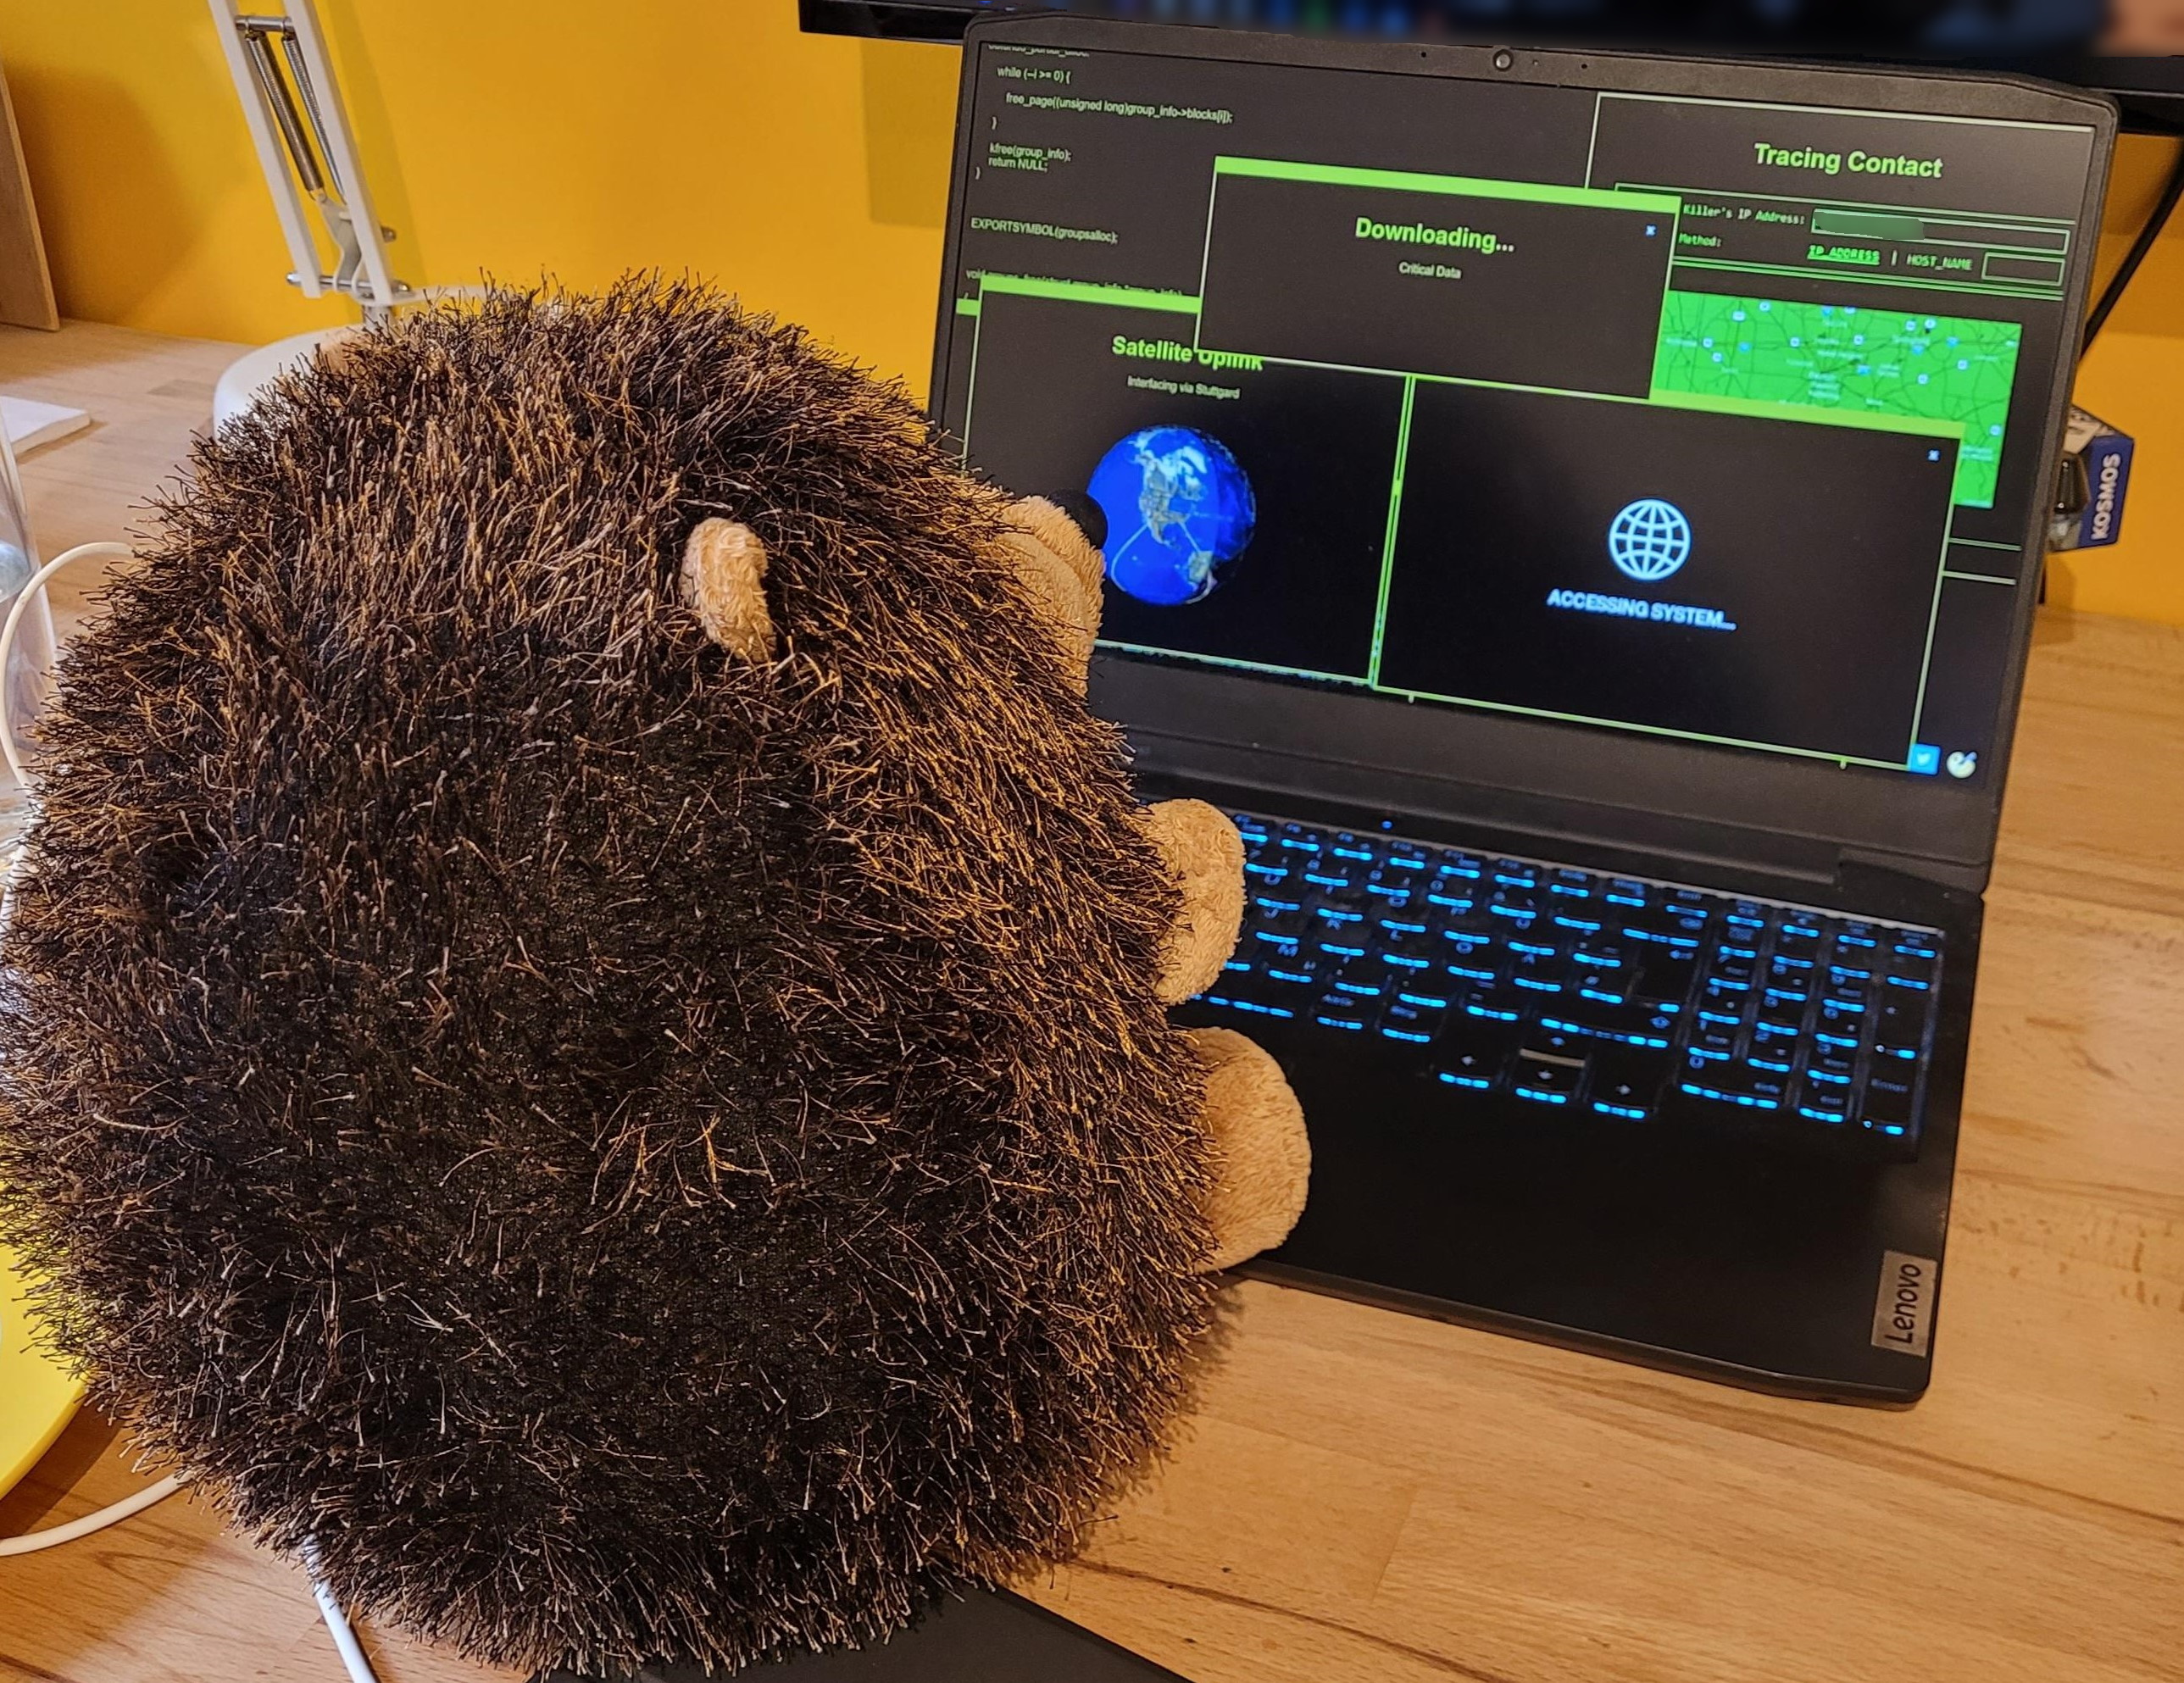 while (--i >= 0) {
free_page((unsigned long)group_info->blocks[i]);
}
kfree(group_info);
return NULL;
}
EXPORTSYMBOL(groupsalloc);
Tracing Contact
Killer's IP Address:
Method:
IP_ADDRESS | HOST_NAME
Downloading...
Critical Data
Satellite Uplink
Interfacing via Stuttgard
ACCESSING SYSTEM...
KOSMOS
Lenovo